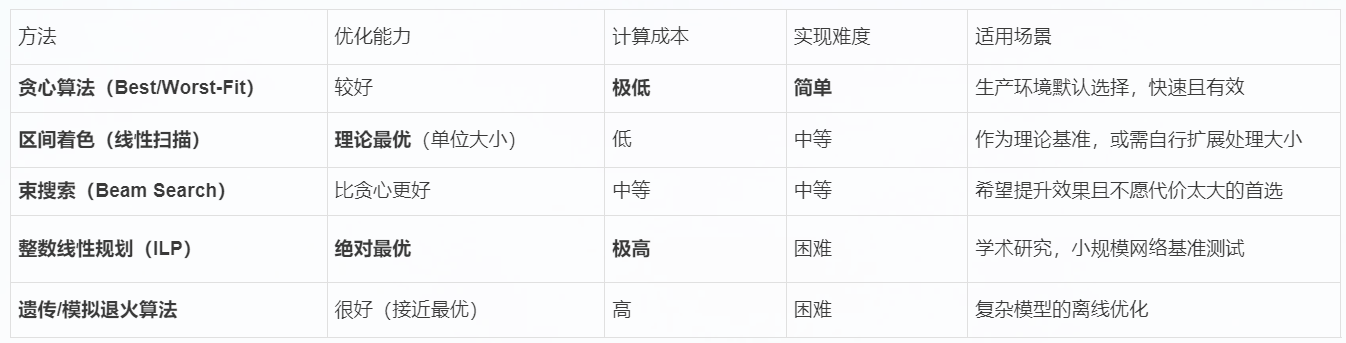 方法 优化能力 计算成本 实现难度 适用场景
贪心算法（Best/Worst-Fit） 较好 极低 简单 生产环境默认选择，快速且有效
区间着色（线性扫描） 理论最优（单位大小） 低 中等 作为理论基准，或需自行扩展处理大小
束搜索（Beam Search） 比贪心更好 中等 中等 希望提升效果且不愿代价太大的首选
整数线性规划（ILP） 绝对最优 极高 困难 学术研究，小规模网络基准测试
遗传/模拟退火算法 很好（接近最优） 高 困难 复杂模型的离线优化